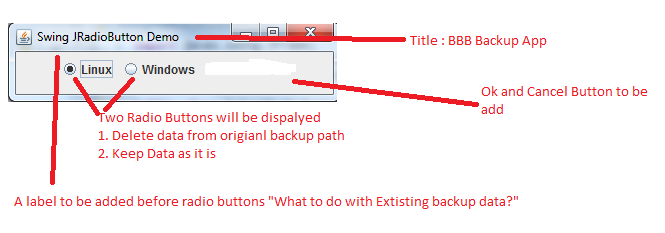 Swing JRadioButton Demo
Title : BBB Backup App
Linux Windows
Ok and Cancel Button to be
add
Two Radio Buttons will be dispalyed
1. Delete data from origianl backup path
2. Keep Data as it is
A label to be added before radio buttons "What to do with Extisting backup data?"